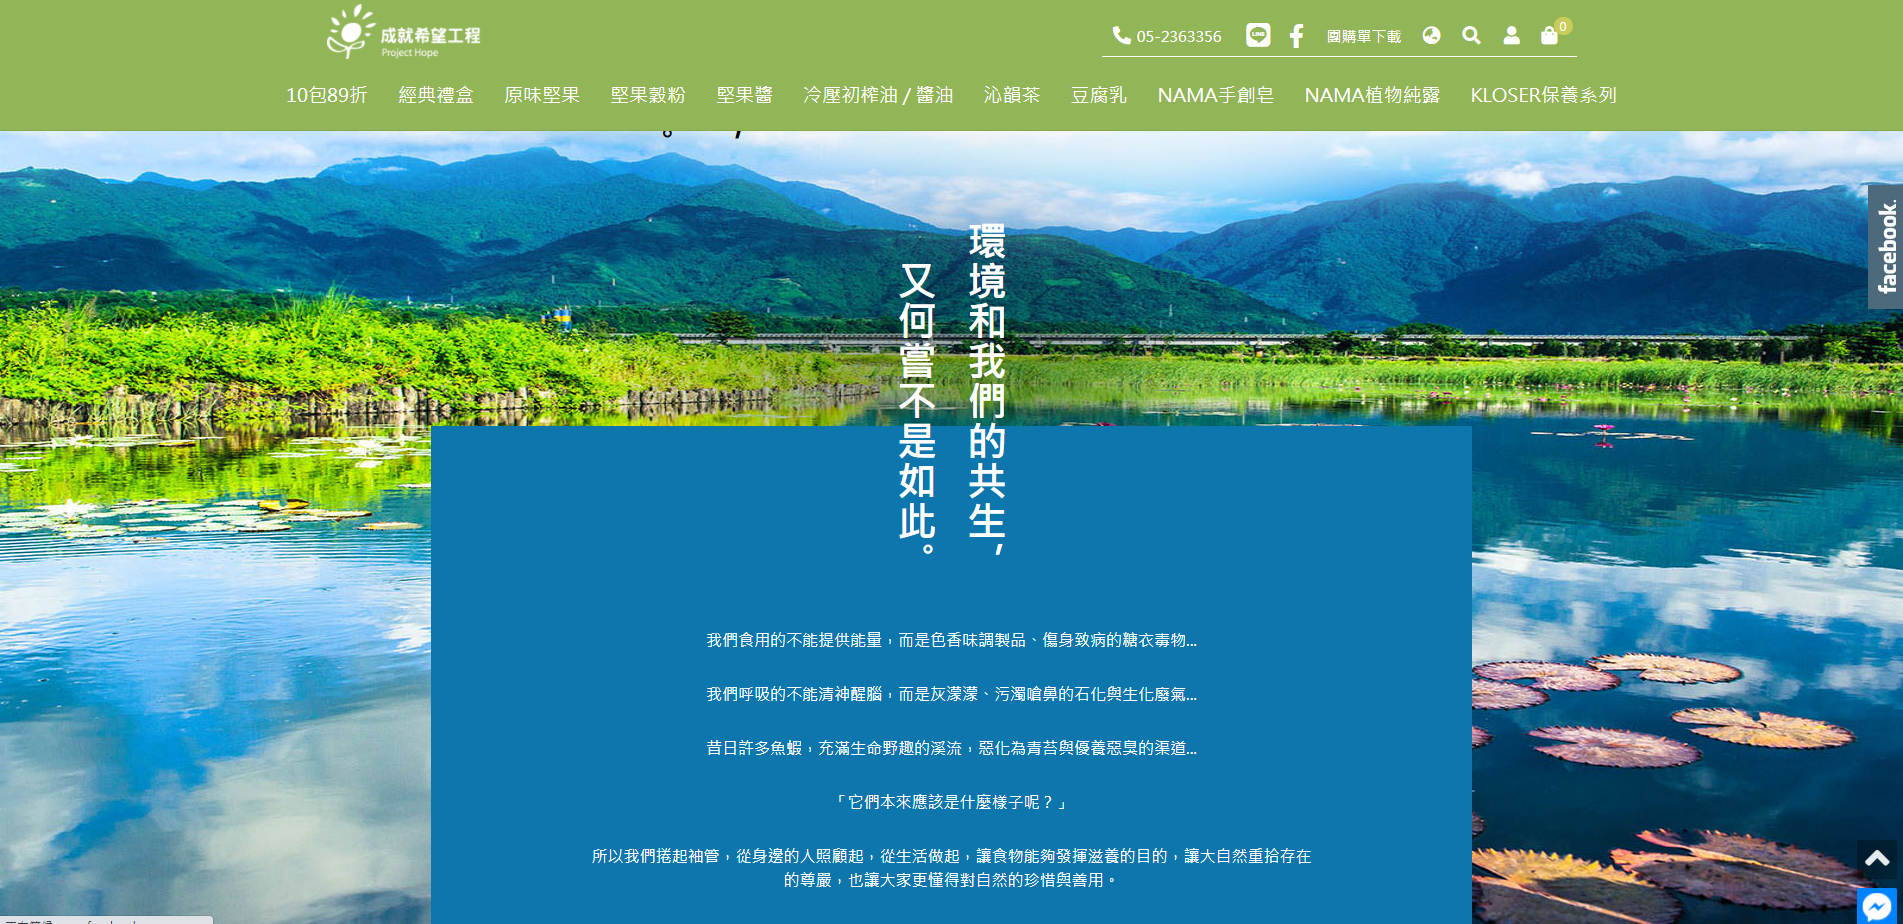 成就希望工程
Project Hope
05-2363356
LINE
團購單下載
0
10包89折
經典禮盒
原味堅果
堅果穀粉
堅果醬
冷壓初榨油 / 醬油
沁韻茶
豆腐乳
NAMA手創皂
NAMA植物純露
KLOSER保養系列
facebook.
環境和我們的共生，
又何嘗不是如此。
我們食用的不能提供能量，而是色香味調製品、傷身致病的糖衣毒物...
我們呼吸的不能清神醒腦，而是灰濛濛、污濁嗆鼻的石化與生化廢氣...
昔日許多魚蝦，充滿生命野趣的溪流，惡化為青苔與優養惡臭的渠道...
「它們本來應該是什麼樣子呢？」
所以我們捲起袖管，從身邊的人照顧起，從生活做起，讓食物能夠發揮滋養的目的，讓大自然重拾存在
的尊嚴，也讓大家更懂得對自然的珍惜與善用。